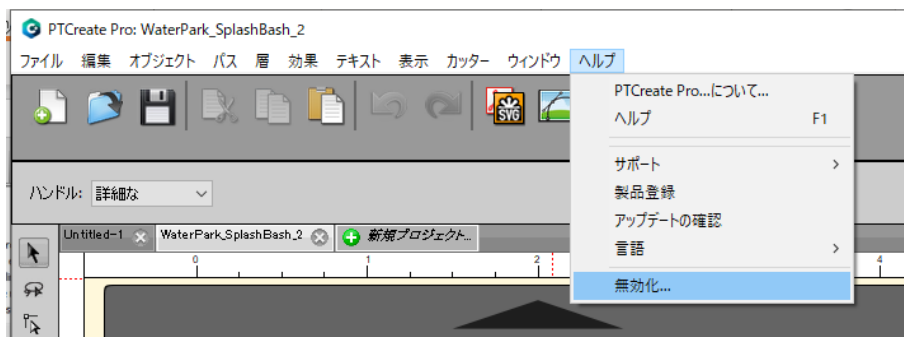 PTCreate Pro: WaterPark_SplashBash_2
ファイル 編集 オブジェクト パス 層 効果 テキスト 表示 カッター ウィンドウ ヘルプ
PTCreate Pro...について...
ヘルプ F1
サポート
製品登録
アップデートの確認
言語
無効化...
SVG
ハンドル: 詳細な
Untitled-1 WaterPark_SplashBash_2 新規プロジェクト...
0 1 2 4